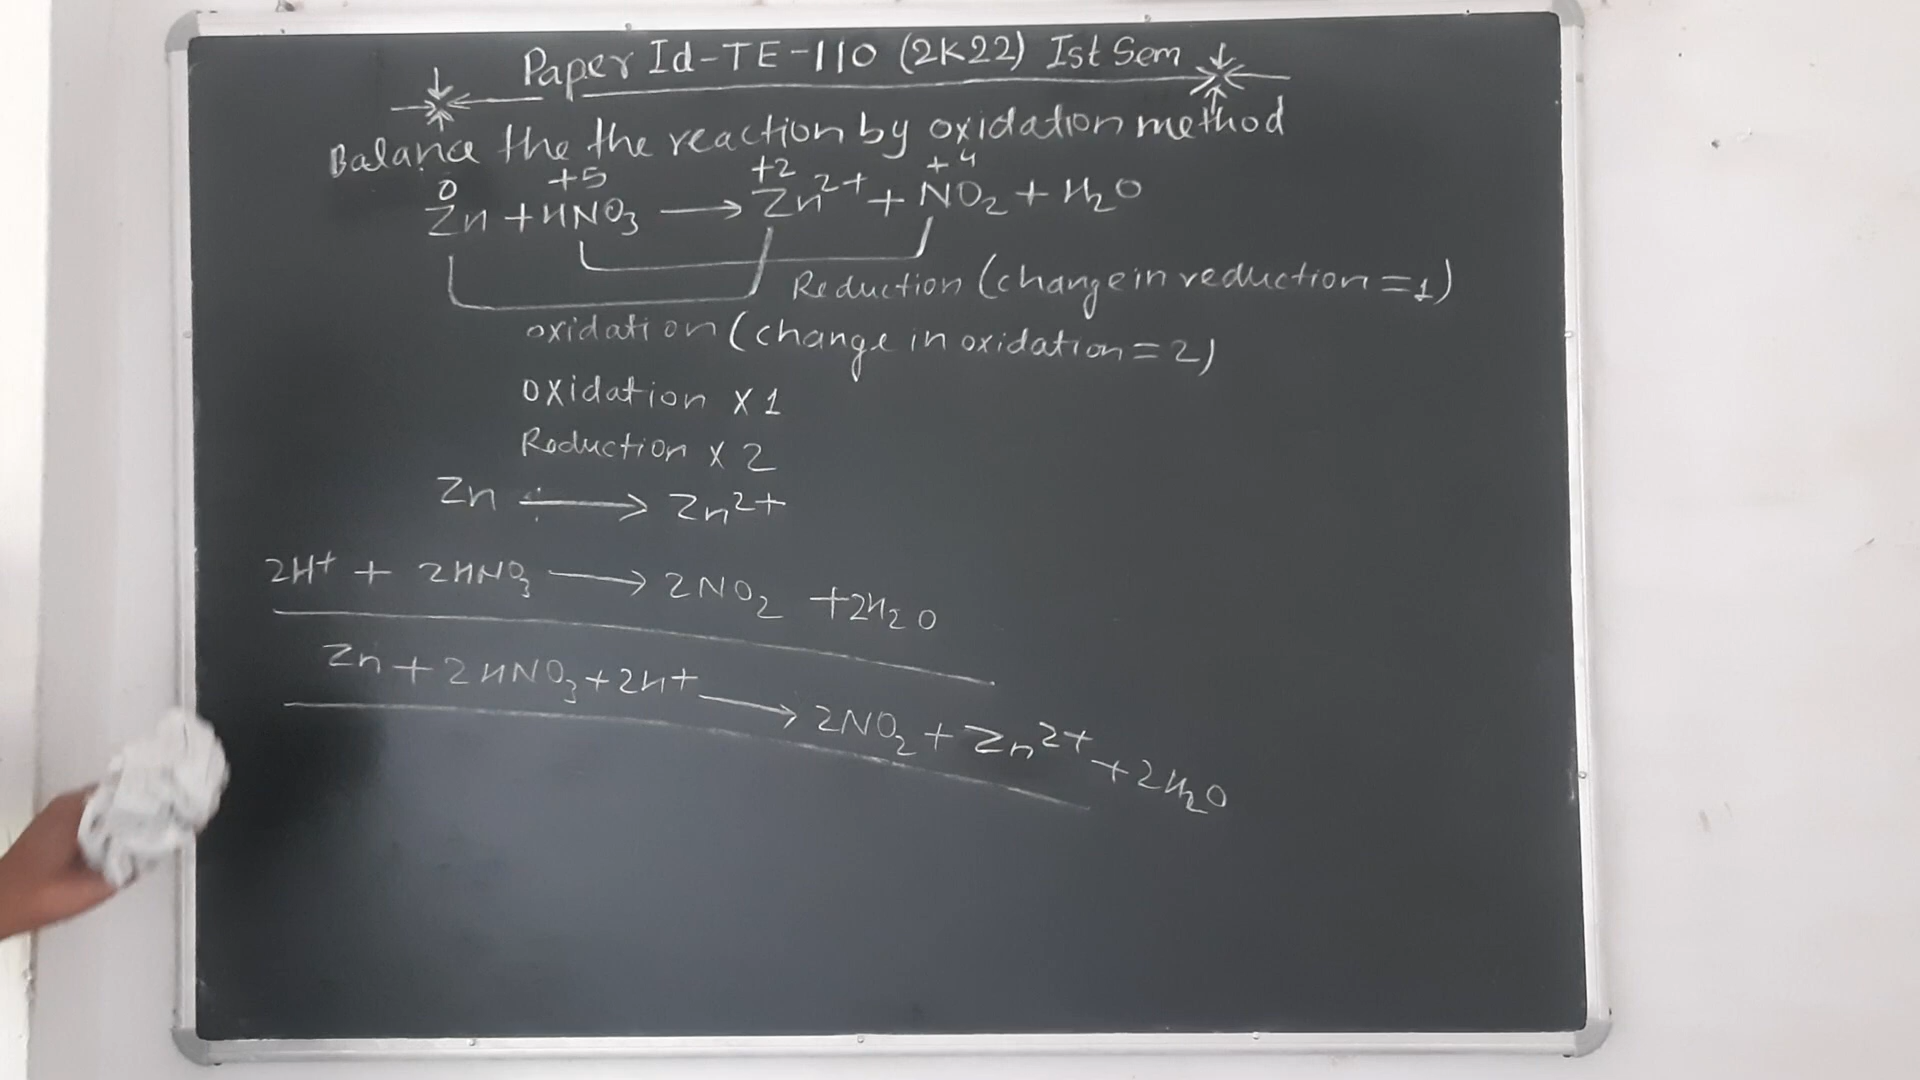 Paper Id-TE-110 (2K22) Ist Sem
Balance the the reaction by oxidation method
0 +5 +2 +4
Zn + HNO3 → Zn2+ + NO2 + H2O
Reduction (change in reduction = 1)
oxidation (change in oxidation = 2)
oxidation x 1
Reduction x 2
Zn → Zn2+
2H+ + 2HNO3 → 2NO2 + 2H2O
Zn + 2HNO3 + 2H+ → 2NO2 + Zn2+ + 2H2O